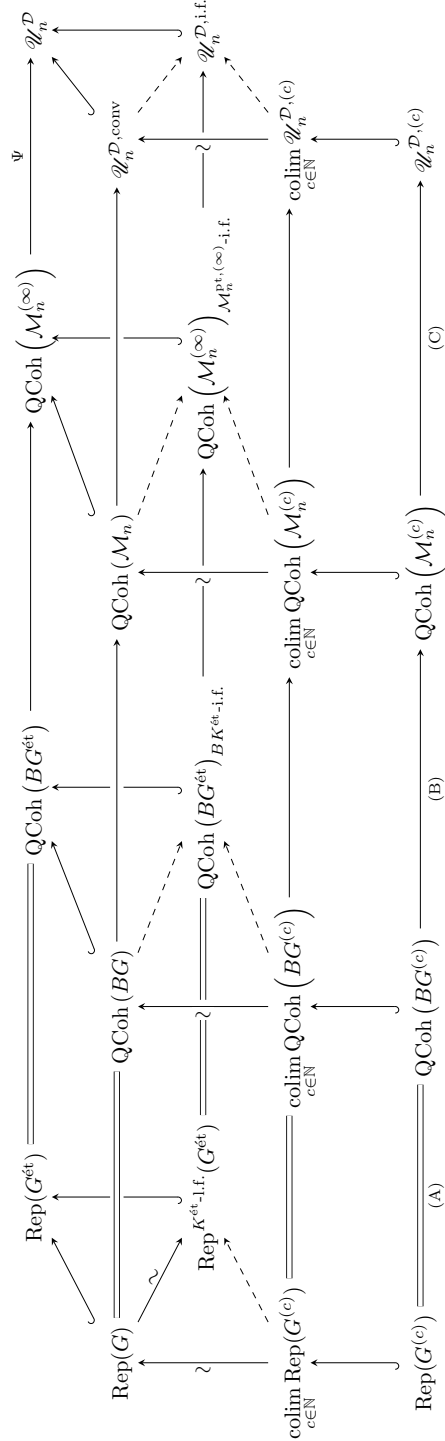 Ψ
Rep(G^ét) QCoh(BG^ét) QCoh(ℳ_n^(∞)) 𝒰_n^𝒟
Rep(G) QCoh(BG) QCoh(ℳ_n) 𝒰_n^{𝒟,conv}
Rep^{K^ét-l.f.}(G^ét) QCoh(BG^ét)_{BK^ét-i.f.} QCoh(ℳ_n^(∞))_{ℳ_n^{pt,(∞)}-i.f.} 𝒰_n^{𝒟,i.f.}
colim_{c∈ℕ} Rep(G^(c)) colim_{c∈ℕ} QCoh(BG^(c)) colim_{c∈ℕ} QCoh(ℳ_n^(c)) colim_{c∈ℕ} 𝒰_n^{𝒟,(c)}
Rep(G^(c)) QCoh(BG^(c)) QCoh(ℳ_n^(c)) 𝒰_n^{𝒟,(c)}
(A) (B) (C)